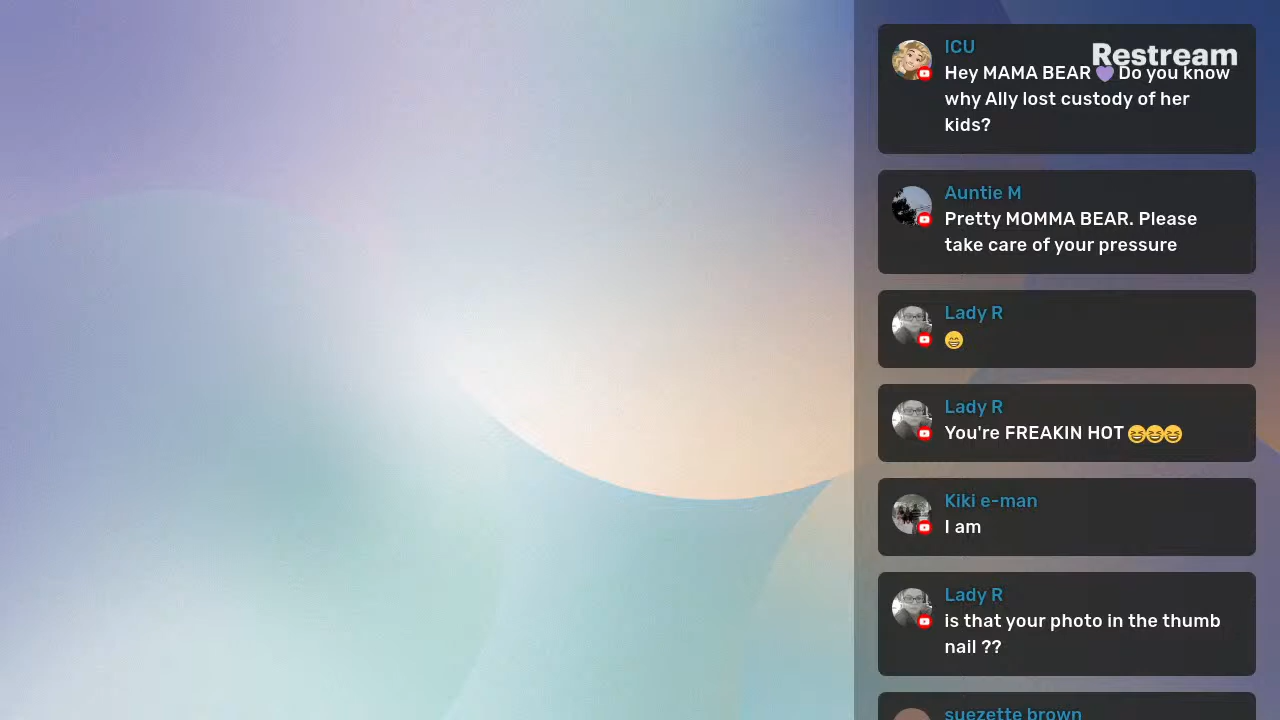 ICU
Restream
Hey MAMA BEAR 💜 Do you know
why Ally lost custody of her
kids?
Auntie M
Pretty MOMMA BEAR. Please
take care of your pressure
Lady R
😁
Lady R
You're FREAKIN HOT 😆😆😆
Kiki e-man
I am
Lady R
is that your photo in the thumb
nail ??
suezette brown